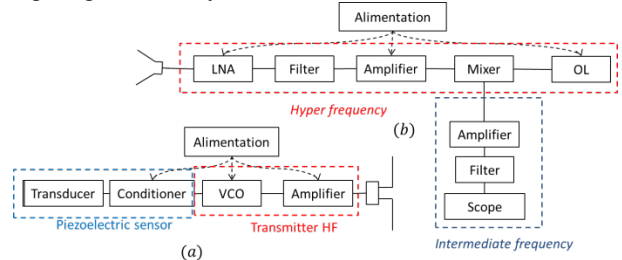 Alimentation
LNA
Filter
Amplifier
Mixer
OL
Hyper frequency
(b)
Alimentation
Amplifier
Transducer
Conditioner
VCO
Amplifier
Filter
Piezoelectric sensor
Transmitter HF
Scope
(a)
Intermediate frequency